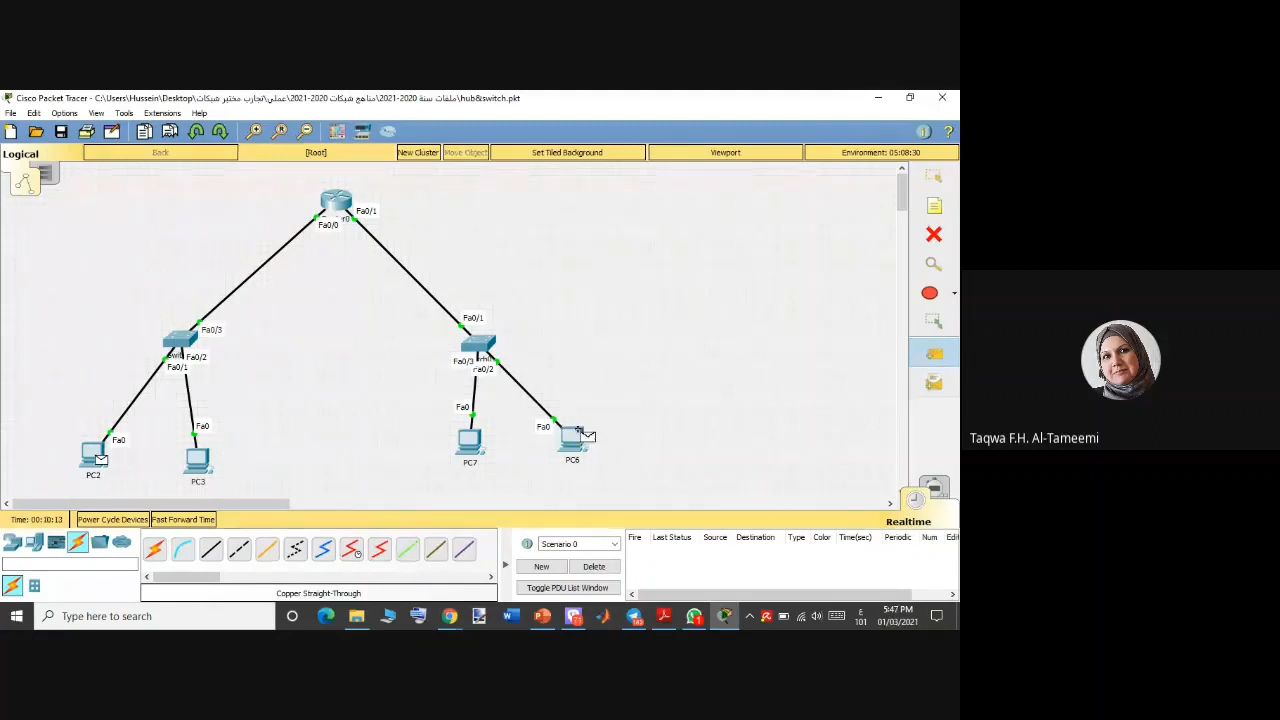 Cisco Packet Tracer - C:\Users\Hussein\Desktop\ملفات سنة 2020-2021\مناهج شبكات 2020-2021\عملي\تجارب مختبر شبكات\hub&switch.pkt
File Edit Options View Tools Extensions Help
Logical Back [Root] New Cluster Move Object Set Tiled Background Viewport Environment: 05:08:30
Fa0/1
Fa0/0
Fa0/3
Fa0/2
Fa0/1
Fa0/1
Fa0/3
Fa0/2
Fa0
Fa0
Fa0
Fa0
PC2
PC3
PC7
PC6
Taqwa F.H. Al-Tameemi
Time: 00:10:13 Power Cycle Devices Fast Forward Time Realtime
Scenario 0
New Delete
Toggle PDU List Window
Fire Last Status Source Destination Type Color Time(sec) Periodic Num Edit
Copper Straight-Through
Type here to search
ع
101
5:47 PM
01/03/2021